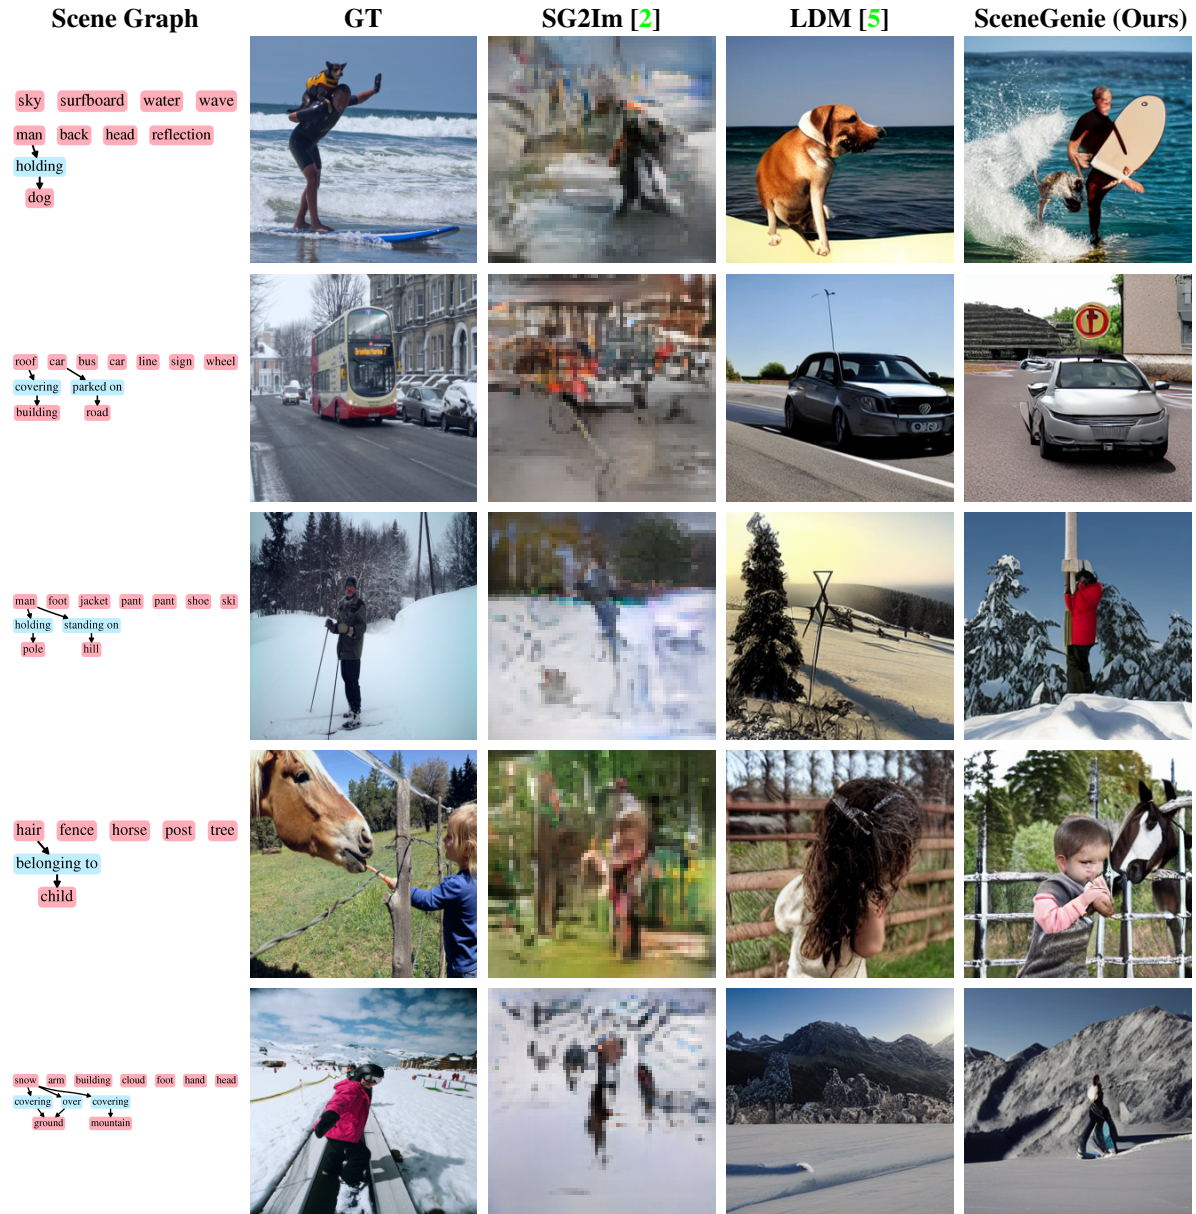 Scene Graph GT SG2Im [2] LDM [5] SceneGenie (Ours)
sky surfboard water wave
man back head reflection
holding
dog
roof car bus car line sign wheel
covering parked on
building road
man foot jacket pant pant shoe ski
holding standing on
pole hill
hair fence horse post tree
belonging to
child
snow arm building cloud foot hand head
covering over covering
ground mountain